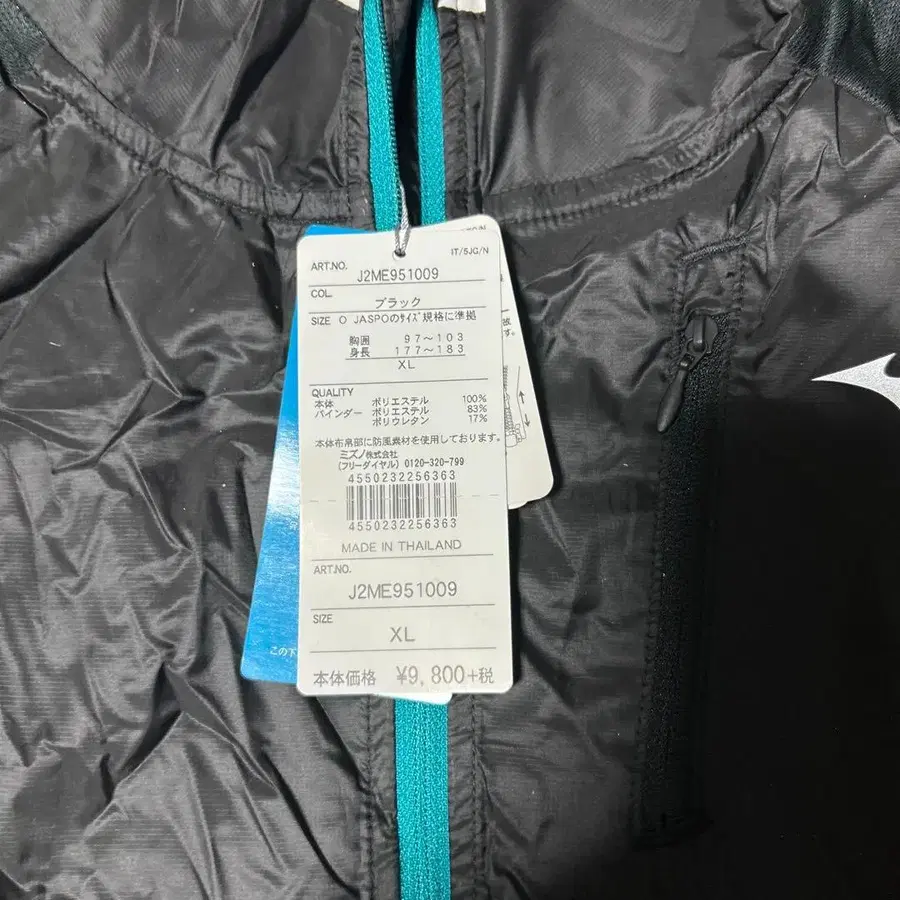 IT/5JG/N
ART.NO.
J2ME951009
COL.
ブラック
SIZE O JASPOのサイズ規格に準拠
胸囲 97~103
身長 177~183
XL
QUALITY
本体 ポリエステル 100%
バインダー ポリエステル 83%
ポリウレタン 17%
本体布帛部に防風素材を使用しております。
ミズノ株式会社
(フリーダイヤル) 0120-320-799
4550232256363
4550232256363
MADE IN THAILAND
ART.NO.
J2ME951009
SIZE
XL
本体価格 ¥9,800+税
す。
この下